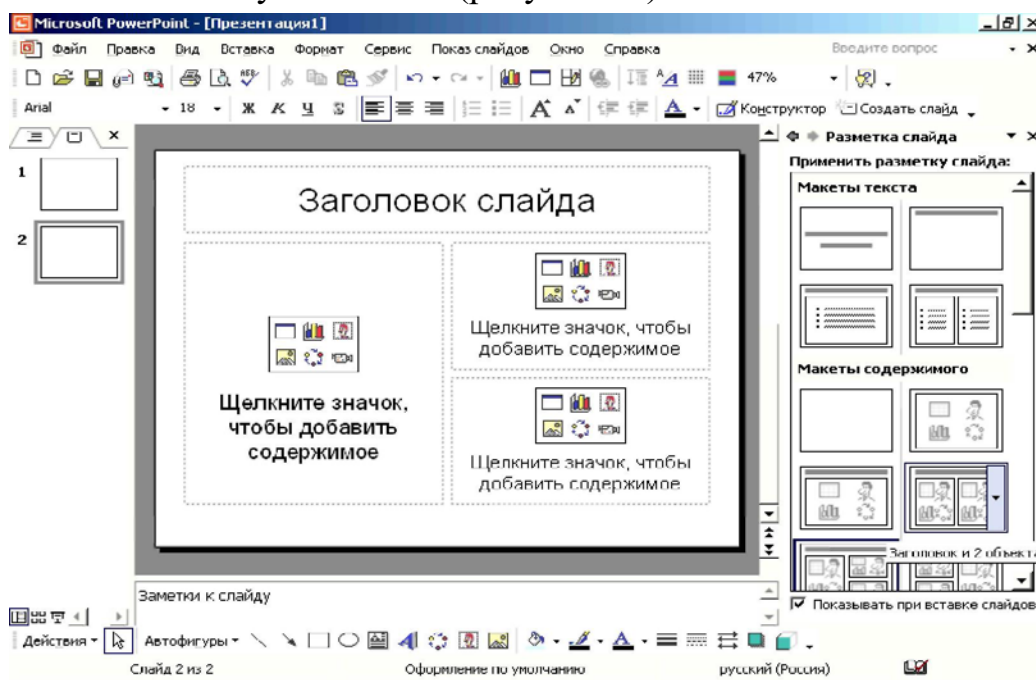 Microsoft PowerPoint - [Презентация1]
Файл Правка Вид Вставка Формат Сервис Показ слайдов Окно Справка Введите вопрос
47%
Arial 18 Ж К Ч S Конструктор Создать слайд
Разметка слайда
Применить разметку слайда:
Макеты текста
1
2
Заголовок слайда
Щелкните значок, чтобы добавить содержимое
Щелкните значок,
чтобы добавить
содержимое
Щелкните значок, чтобы
добавить содержимое
Макеты содержимого
Заголовок и 2 объекта
Заметки к слайду
Показывать при вставке слайдов
Действия Автофигуры
Слайд 2 из 2 Оформление по умолчанию русский (Россия)